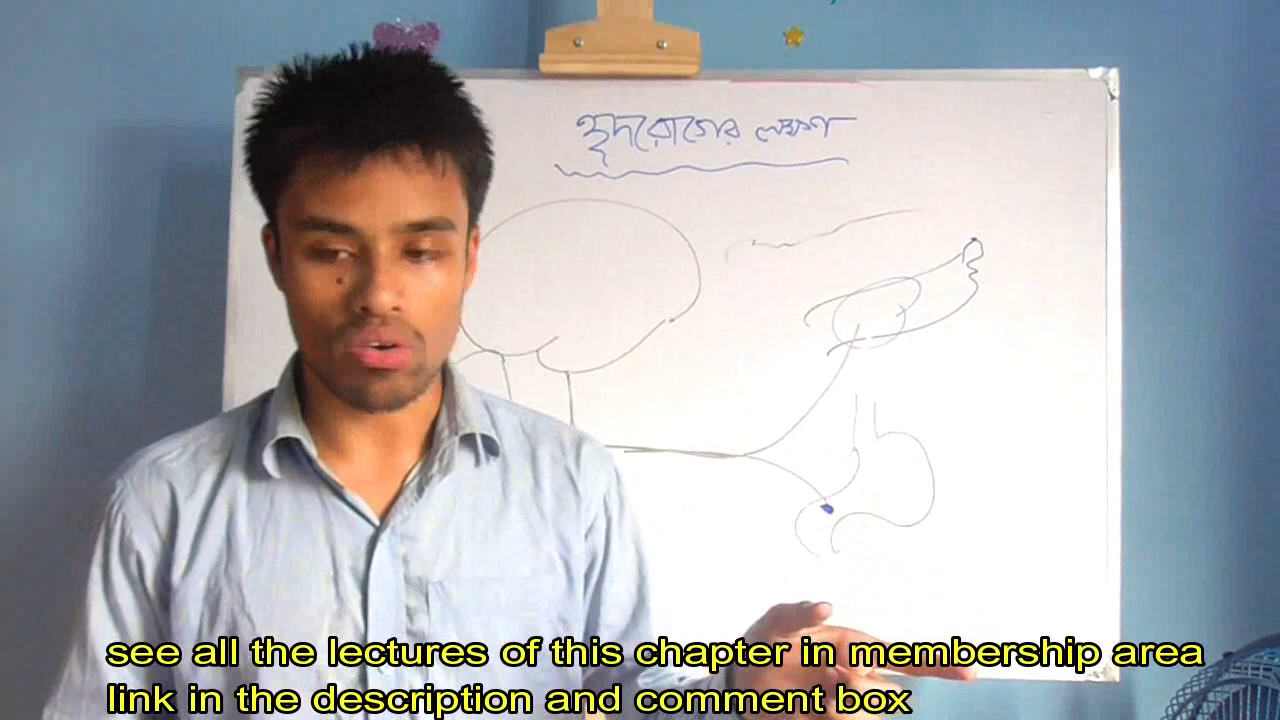 হৃদরোগের লক্ষণ
see all the lectures of this chapter in membership area
link in the description and comment box